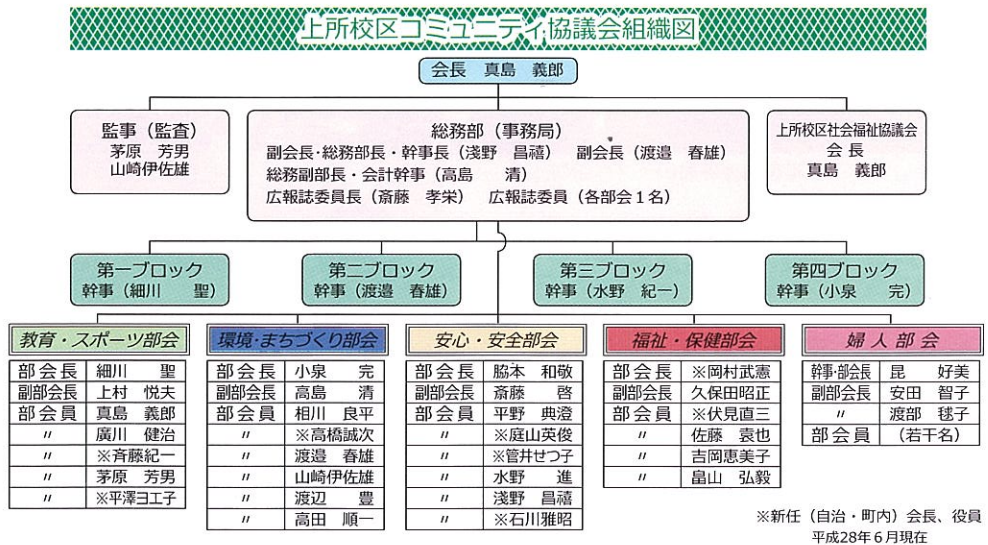 上所校区コミュニティ協議会組織図
会長 真島 義郎
監事（監査）
茅原 芳男
山崎伊佐雄
総務部（事務局）
副会長･総務部長・幹事長（淺野 昌禧） 副会長（渡邉 春雄）
総務副部長・会計幹事（高島 清）
広報誌委員長（斎藤 孝栄） 広報誌委員（各部会１名）
上所校区社会福祉協議会
会 長
真島 義郎
第一ブロック
幹事（細川 聖）
第二ブロック
幹事（渡邉 春雄）
第三ブロック
幹事（水野 紀一）
第四ブロック
幹事（小泉 完）
教育・スポーツ部会
部会長 細川 聖
副部会長 上村 悦夫
部会員 真島 義郎
〃 廣川 健治
〃 ※斉藤紀一
〃 茅原 芳男
〃 ※平澤ヨエ子
環境･まちづくり部会
部会長 小泉 完
副部会長 高島 清
部会員 相川 良平
〃 ※高橋誠次
〃 渡邉 春雄
〃 山崎伊佐雄
〃 渡辺 豊
〃 高田 順一
安心・安全部会
部会長 脇本 和敬
副部会長 斎藤 啓
部会員 平野 典澄
〃 ※庭山英俊
〃 ※管井せつ子
〃 水野 進
〃 淺野 昌禧
〃 ※石川雅昭
福祉・保健部会
部会長 ※岡村武憲
副部会長 久保田昭正
部会員 ※伏見直三
〃 佐藤 袁也
〃 吉岡恵美子
〃 畠山 弘毅
婦人部会
幹事･部会長 昆 好美
副部会長 安田 智子
〃 渡部 毬子
部会員 （若干名）
※新任（自治・町内）会長、役員
平成28年６月現在